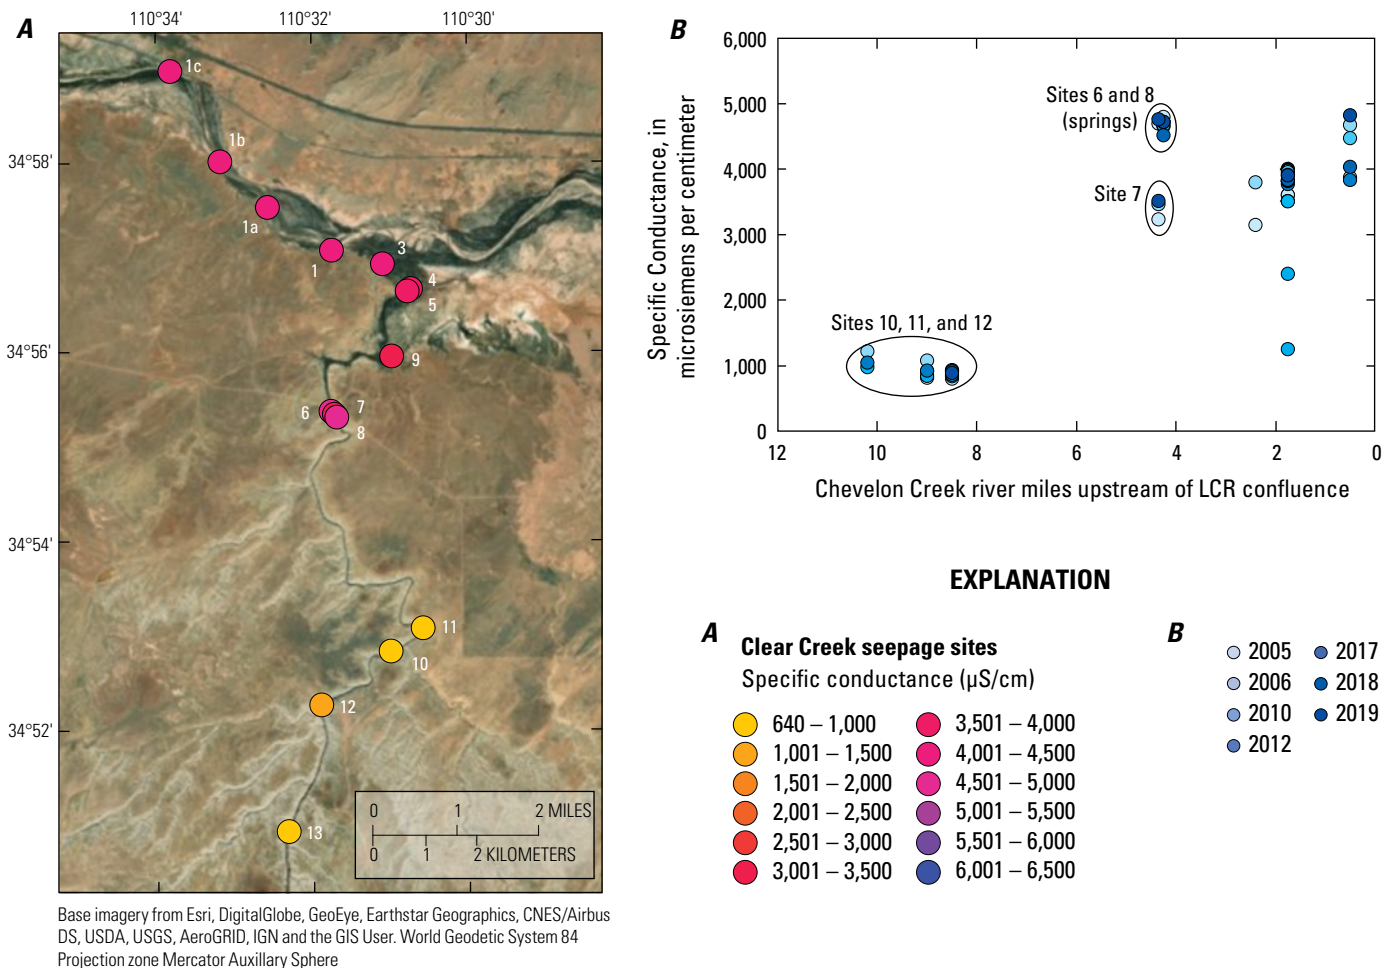 A
110°34'
110°32'
110°30'
34°58'
34°56'
34°54'
34°52'
1c
1b
1a
1
3
4
5
9
6
7
8
11
10
12
13
0 1 2 MILES
0 1 2 KILOMETERS
Base imagery from Esri, DigitalGlobe, GeoEye, Earthstar Geographics, CNES/Airbus
DS, USDA, USGS, AeroGRID, IGN and the GIS User. World Geodetic System 84
Projection zone Mercator Auxillary Sphere
B
Specific Conductance, in
microsiemens per centimeter
6,000
5,000
4,000
3,000
2,000
1,000
0
Sites 6 and 8
(springs)
Site 7
Sites 10, 11, and 12
12 10 8 6 4 2 0
Chevelon Creek river miles upstream of LCR confluence
EXPLANATION
A
Clear Creek seepage sites
Specific conductance (µS/cm)
640 – 1,000
1,001 – 1,500
1,501 – 2,000
2,001 – 2,500
2,501 – 3,000
3,001 – 3,500
3,501 – 4,000
4,001 – 4,500
4,501 – 5,000
5,001 – 5,500
5,501 – 6,000
6,001 – 6,500
B
2005
2006
2010
2012
2017
2018
2019